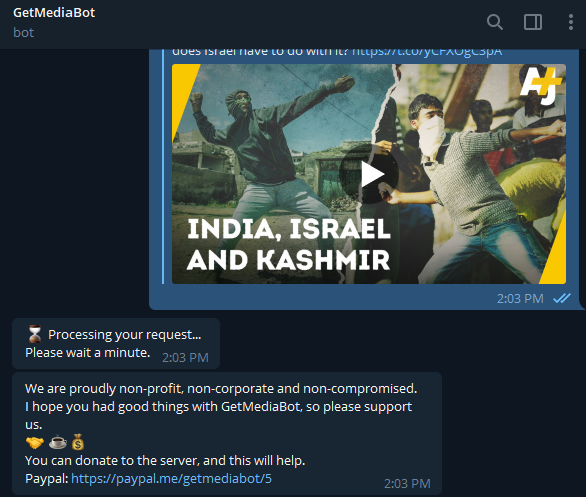 GetMediaBot
bot
does Israel have to do with it? https://t.co/yCPXOgC3pA
INDIA, ISRAEL
AND KASHMIR
2:03 PM
Processing your request...
Please wait a minute. 2:03 PM
We are proudly non-profit, non-corporate and non-compromised.
I hope you had good things with GetMediaBot, so please support
us.
You can donate to the server, and this will help.
Paypal: https://paypal.me/getmediabot/5
2:03 PM